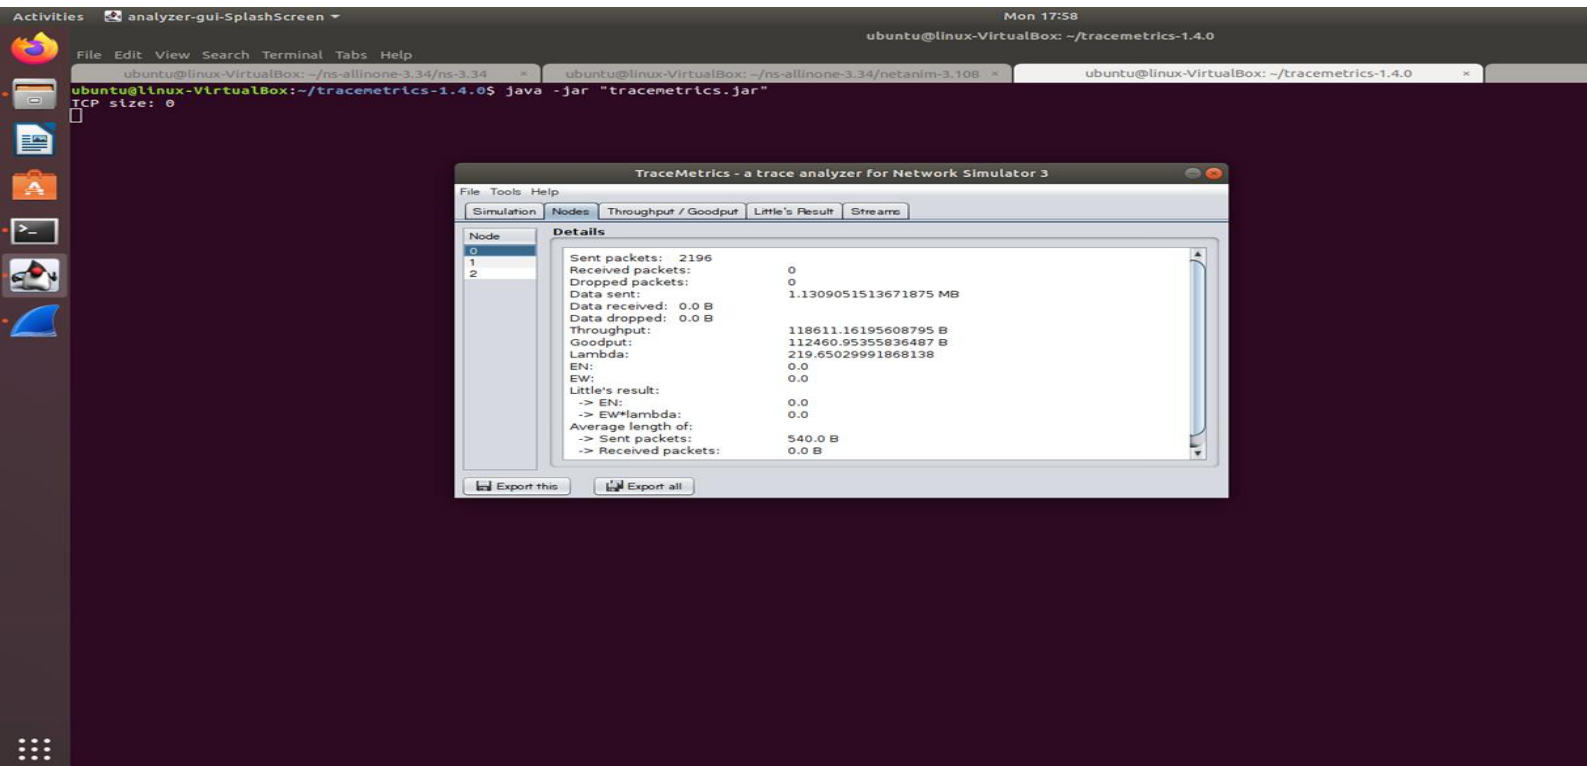 Activities analyzer-gui-SplashScreen Mon 17:58
ubuntu@linux-VirtualBox: ~/tracemetrics-1.4.0
File Edit View Search Terminal Tabs Help
ubuntu@linux-VirtualBox: ~/ns-allinone-3.34/ns-3.34 × ubuntu@linux-VirtualBox: ~/ns-allinone-3.34/netanim-3.108 × ubuntu@linux-VirtualBox: ~/tracemetrics-1.4.0 ×
ubuntu@linux-VirtualBox:~/tracemetrics-1.4.0$ java -jar "tracemetrics.jar"
TCP size: 0
TraceMetrics - a trace analyzer for Network Simulator 3
File Tools Help
Simulation Nodes Throughput / Goodput Little's Result Streams
Node
0
1
2
Details
Sent packets: 2196
Received packets: 0
Dropped packets: 0
Data sent: 1.1309051513671875 MB
Data received: 0.0 B
Data dropped: 0.0 B
Throughput: 118611.16195608795 B
Goodput: 112460.95355836487 B
Lambda: 219.65029991868138
EN: 0.0
EW: 0.0
Little's result:
-> EN: 0.0
-> EW*lambda: 0.0
Average length of:
-> Sent packets: 540.0 B
-> Received packets: 0.0 B
Export this Export all